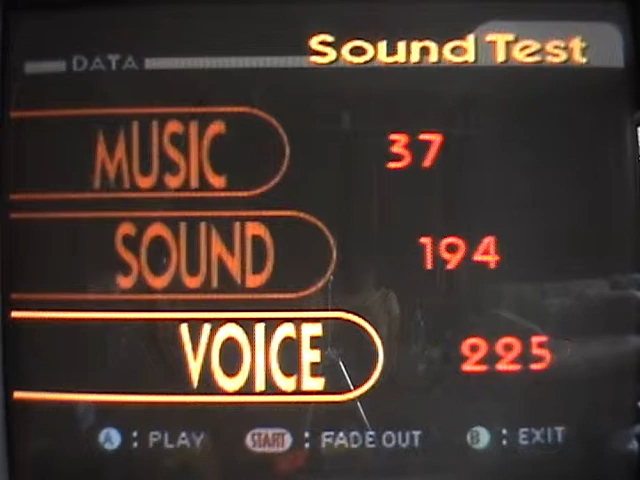 Sound Test
DATA
MUSIC 37
SOUND 194
VOICE 225
A : PLAY START : FADE OUT B : EXIT